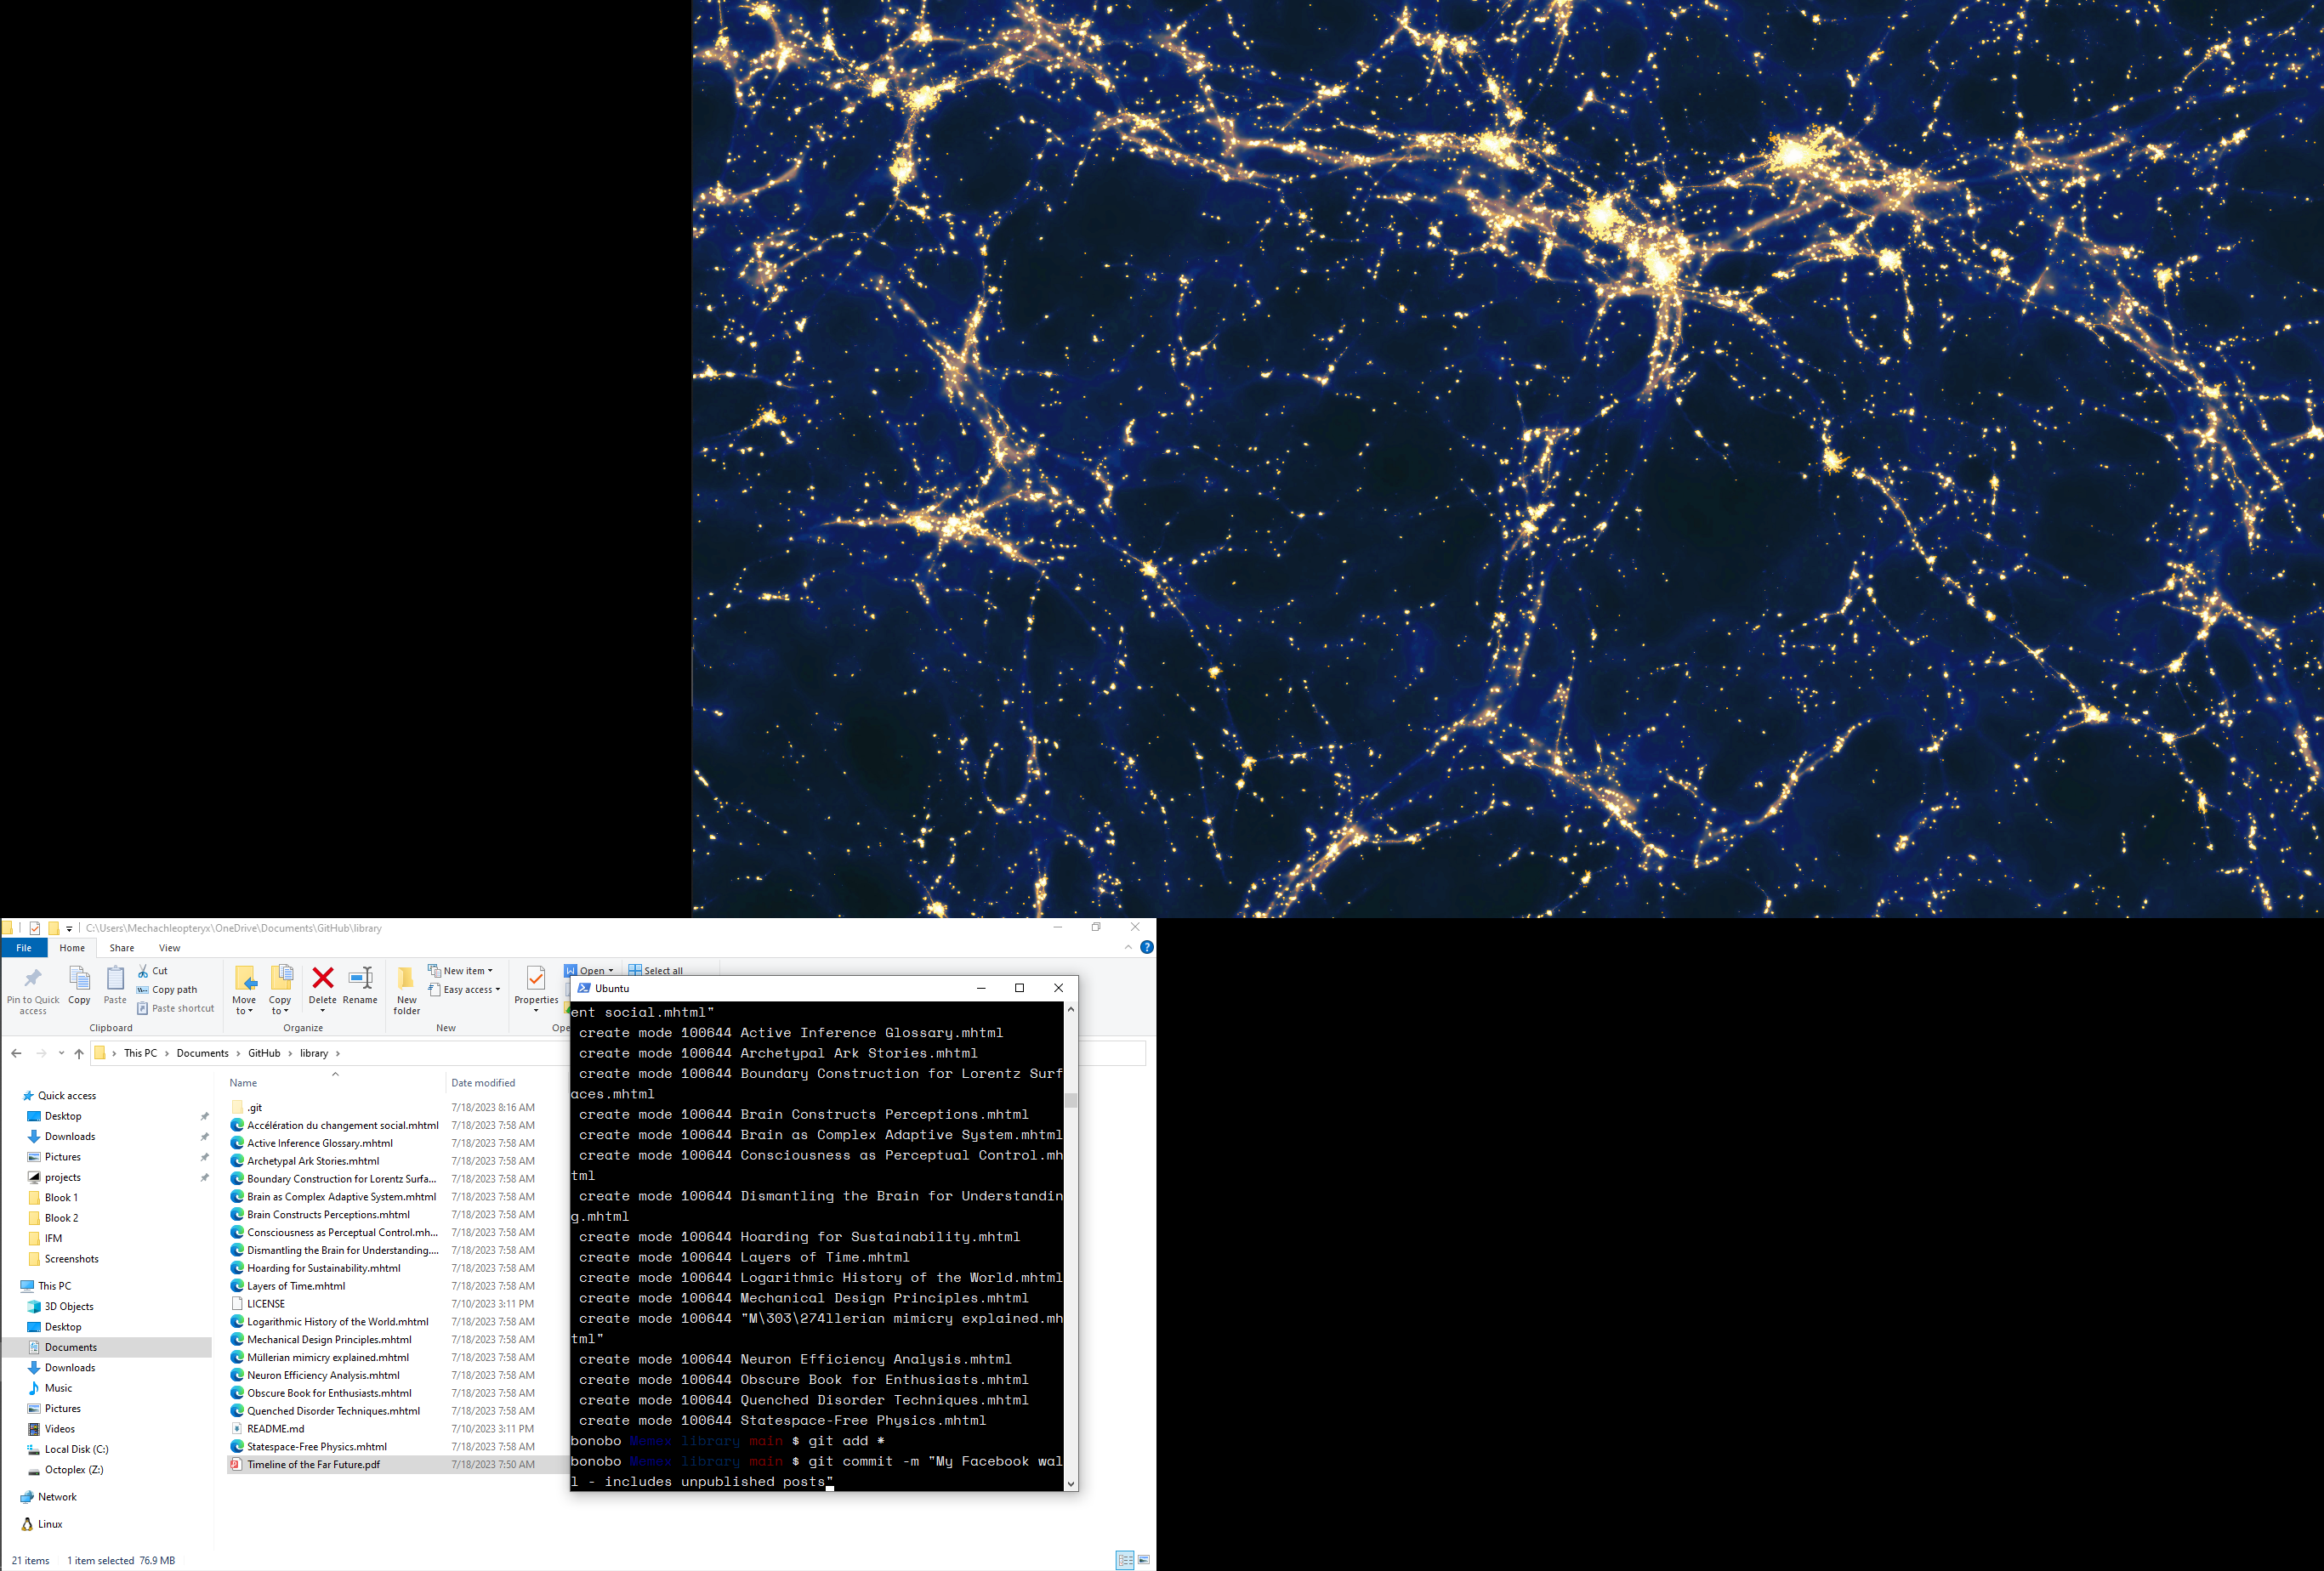 C:\Users\Mechachleopteryx\OneDrive\Documents\GitHub\library
File Home Share View
Pin to Quick access
Copy
Paste
Cut
Copy path
Paste shortcut
Clipboard
Move to
Copy to
Delete
Rename
Organize
New folder
New item
Easy access
New
Properties
Open
Select all
Ope
This PC > Documents > GitHub > library >
Name Date modified
Quick access
Desktop
Downloads
Pictures
projects
Blook 1
Blook 2
IFM
Screenshots
This PC
3D Objects
Desktop
Documents
Downloads
Music
Pictures
Videos
Local Disk (C:)
Octoplex (Z:)
Network
Linux
.git 7/18/2023 8:16 AM
Accélération du changement social.mhtml 7/18/2023 7:58 AM
Active Inference Glossary.mhtml 7/18/2023 7:58 AM
Archetypal Ark Stories.mhtml 7/18/2023 7:58 AM
Boundary Construction for Lorentz Surfa... 7/18/2023 7:58 AM
Brain as Complex Adaptive System.mhtml 7/18/2023 7:58 AM
Brain Constructs Perceptions.mhtml 7/18/2023 7:58 AM
Consciousness as Perceptual Control.mh... 7/18/2023 7:58 AM
Dismantling the Brain for Understanding.... 7/18/2023 7:58 AM
Hoarding for Sustainability.mhtml 7/18/2023 7:58 AM
Layers of Time.mhtml 7/18/2023 7:58 AM
LICENSE 7/10/2023 3:11 PM
Logarithmic History of the World.mhtml 7/18/2023 7:58 AM
Mechanical Design Principles.mhtml 7/18/2023 7:58 AM
Müllerian mimicry explained.mhtml 7/18/2023 7:58 AM
Neuron Efficiency Analysis.mhtml 7/18/2023 7:58 AM
Obscure Book for Enthusiasts.mhtml 7/18/2023 7:58 AM
Quenched Disorder Techniques.mhtml 7/18/2023 7:58 AM
README.md 7/10/2023 3:11 PM
Statespace-Free Physics.mhtml 7/18/2023 7:58 AM
Timeline of the Far Future.pdf 7/18/2023 7:50 AM
21 items 1 item selected 76.9 MB
Ubuntu
ent social.mhtml"
create mode 100644 Active Inference Glossary.mhtml
create mode 100644 Archetypal Ark Stories.mhtml
create mode 100644 Boundary Construction for Lorentz Surf
aces.mhtml
create mode 100644 Brain Constructs Perceptions.mhtml
create mode 100644 Brain as Complex Adaptive System.mhtml
create mode 100644 Consciousness as Perceptual Control.mh
tml
create mode 100644 Dismantling the Brain for Understandin
g.mhtml
create mode 100644 Hoarding for Sustainability.mhtml
create mode 100644 Layers of Time.mhtml
create mode 100644 Logarithmic History of the World.mhtml
create mode 100644 Mechanical Design Principles.mhtml
create mode 100644 "M\303\274llerian mimicry explained.mh
tml"
create mode 100644 Neuron Efficiency Analysis.mhtml
create mode 100644 Obscure Book for Enthusiasts.mhtml
create mode 100644 Quenched Disorder Techniques.mhtml
create mode 100644 Statespace-Free Physics.mhtml
bonobo Memox library main $ git add *
bonobo Memox library main $ git commit -m "My Facebook wal
l - includes unpublished posts"